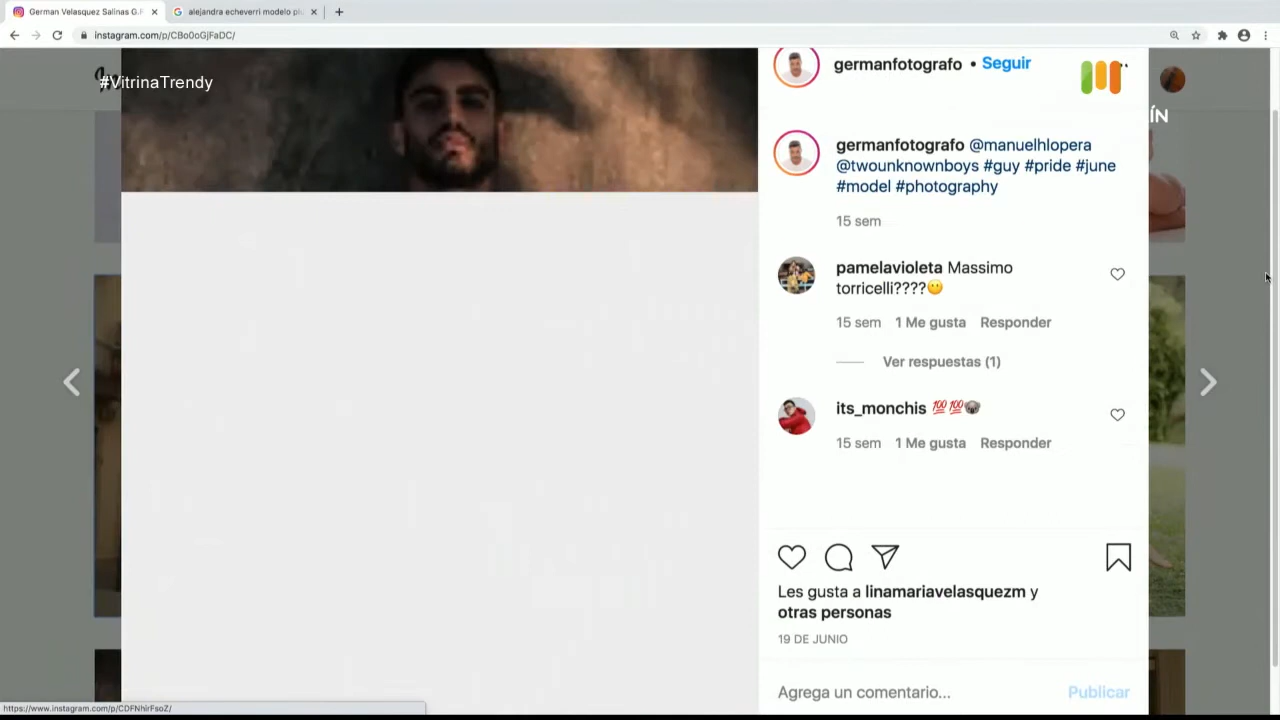 German Velasquez Salinas G.F
alejandra echeverri modelo plu
instagram.com/p/CBo0oGjFaDC/
#VitrinaTrendy
germanfotografo • Seguir
ÍN
germanfotografo @manuelhlopera
@twounknownboys #guy #pride #june
#model #photography
15 sem
pamelavioleta Massimo
torricelli????😶
15 sem 1 Me gusta Responder
Ver respuestas (1)
its_monchis 💯💯🐨
15 sem 1 Me gusta Responder
Les gusta a linamariavelasquezm y
otras personas
19 DE JUNIO
Agrega un comentario... Publicar
https://www.instagram.com/p/CDFNhirFsoZ/